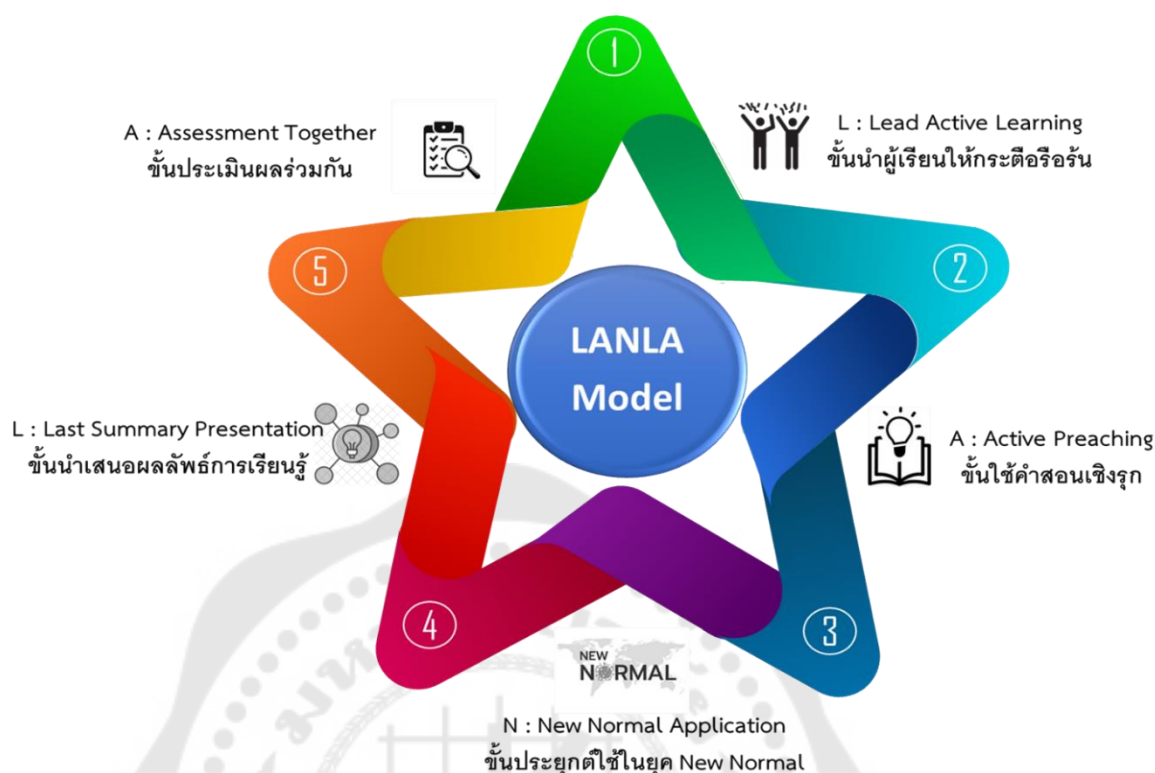 1
L : Lead Active Learning
ขั้นนำผู้เรียนให้กระตือรือร้น
2
A : Active Preaching
ขั้นใช้คำสอนเชิงรุก
3
NEW
NORMAL
N : New Normal Application
ขั้นประยุกต์ใช้ในยุค New Normal
4
L : Last Summary Presentation
ขั้นนำเสนอผลลัพธ์การเรียนรู้
5
A : Assessment Together
ขั้นประเมินผลร่วมกัน
LANLA
Model